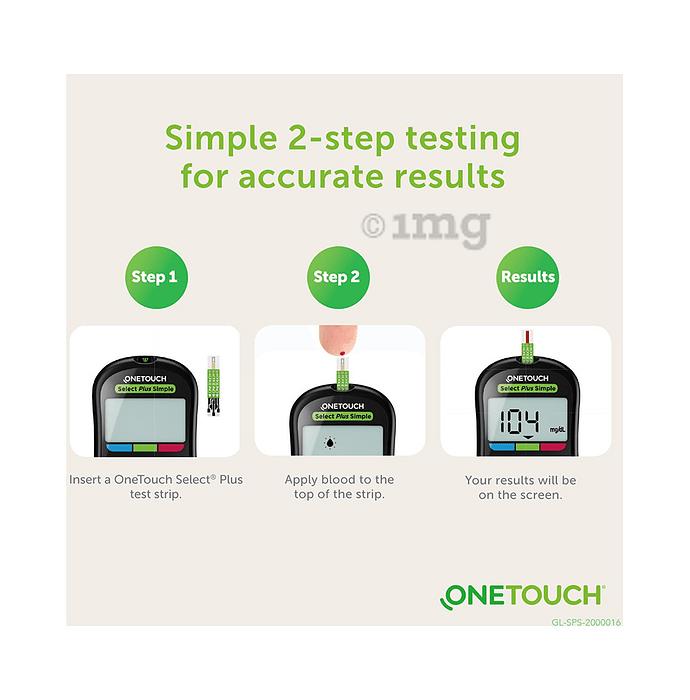 Simple 2-step testing
for accurate results
© 1mg
Step 1
Step 2
Results
ONETOUCH
Select Plus Simple
ONETOUCH
Select Plus Simple
ONETOUCH
Select Plus Simple
104
mg/dL
Insert a OneTouch Select® Plus
test strip.
Apply blood to the
top of the strip.
Your results will be
on the screen.
ONETOUCH®
GL-SPS-2000016